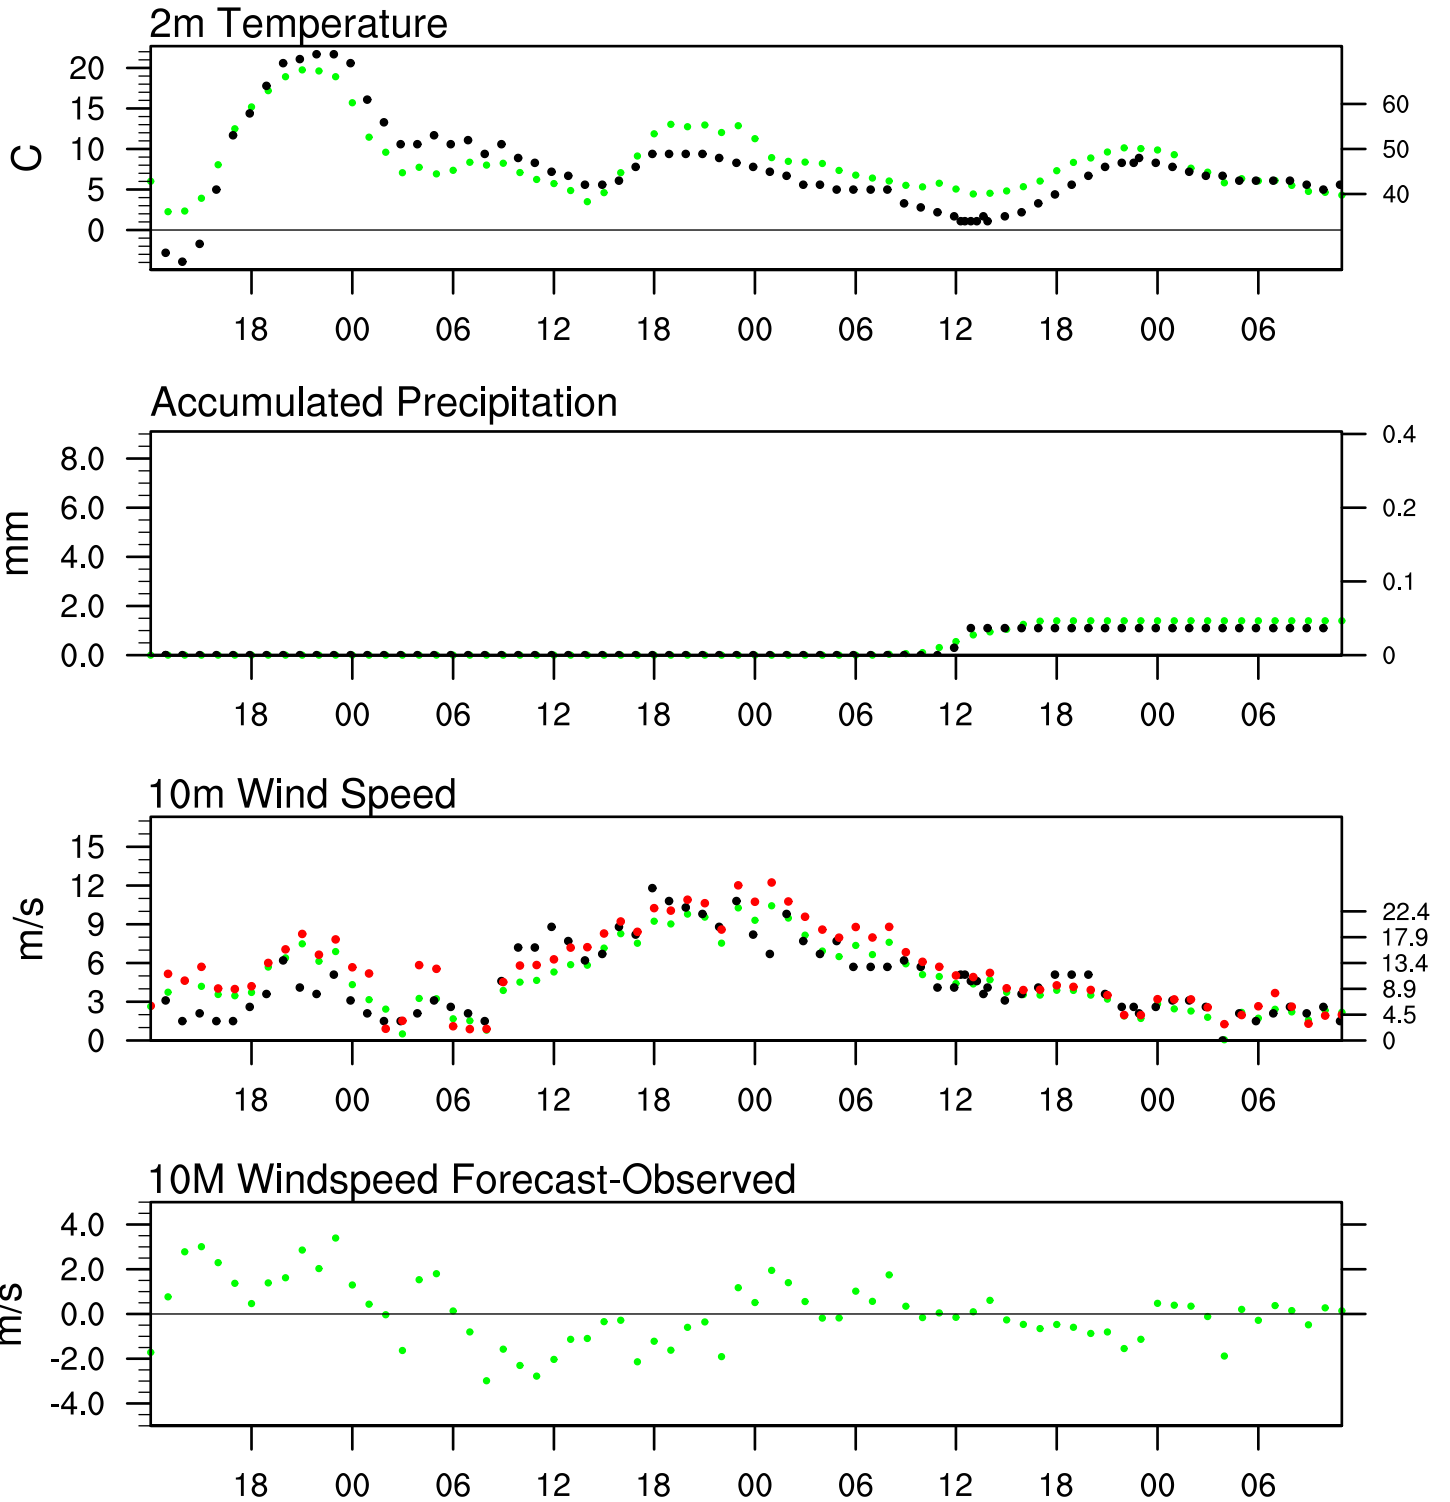 2m Temperature
C
20
15
10
5
0
60
50
40
18 00 06 12 18 00 06 12 18 00 06
Accumulated Precipitation
mm
8.0
6.0
4.0
2.0
0.0
0.4
0.2
0.1
0
18 00 06 12 18 00 06 12 18 00 06
10m Wind Speed
m/s
15
12
9
6
3
0
22.4
17.9
13.4
8.9
4.5
0
18 00 06 12 18 00 06 12 18 00 06
10M Windspeed Forecast-Observed
m/s
4.0
2.0
0.0
-2.0
-4.0
18 00 06 12 18 00 06 12 18 00 06